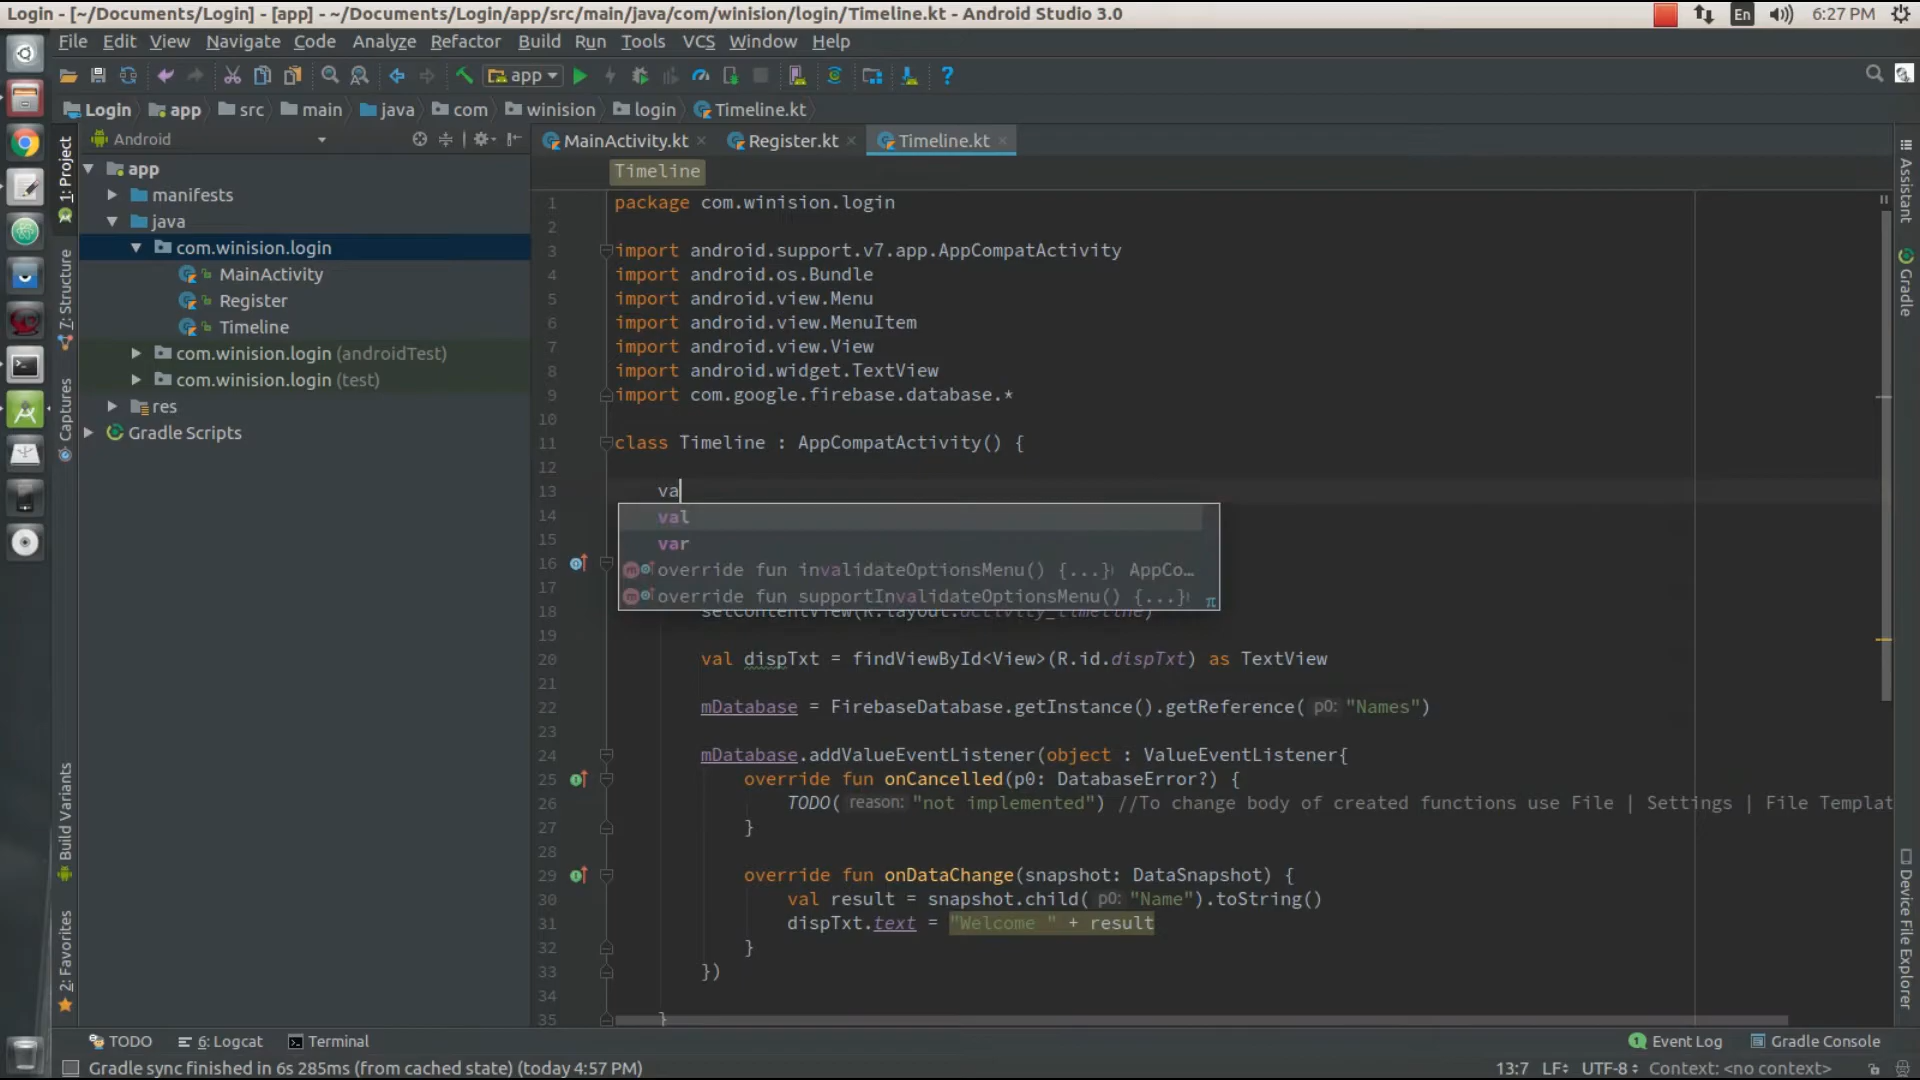 Login - [~/Documents/Login] - [app] - ~/Documents/Login/app/src/main/java/com/winision/login/Timeline.kt - Android Studio 3.0
En 6:27 PM
File Edit View Navigate Code Analyze Refactor Build Run Tools VCS Window Help
app
Login app src main java com winision login Timeline.kt
Android
MainActivity.kt Register.kt Timeline.kt
Timeline
1: Project
7: Structure
Captures
Build Variants
2: Favorites
app
manifests
java
com.winision.login
MainActivity
Register
Timeline
com.winision.login (androidTest)
com.winision.login (test)
res
Gradle Scripts
1 package com.winision.login
2
3 import android.support.v7.app.AppCompatActivity
4 import android.os.Bundle
5 import android.view.Menu
6 import android.view.MenuItem
7 import android.view.View
8 import android.widget.TextView
9 import com.google.firebase.database.*
10
11 class Timeline : AppCompatActivity() {
12
13 va
14
15
16
17
val
var
override fun invalidateOptionsMenu() {...} AppCo...
override fun supportInvalidateOptionsMenu() {...}
18 setContentView(R.layout.activity_timeline)
19
20 val dispTxt = findViewById<View>(R.id.dispTxt) as TextView
21
22 mDatabase = FirebaseDatabase.getInstance().getReference( p0: "Names")
23
24 mDatabase.addValueEventListener(object : ValueEventListener{
25 override fun onCancelled(p0: DatabaseError?) {
26 TODO( reason: "not implemented") //To change body of created functions use File | Settings | File Templat
27 }
28
29 override fun onDataChange(snapshot: DataSnapshot) {
30 val result = snapshot.child( p0: "Name").toString()
31 dispTxt.text = "Welcome " + result
32 }
33 })
34
35 }
Assistant
Gradle
Device File Explorer
TODO 6: Logcat Terminal 1 Event Log Gradle Console
Gradle sync finished in 6s 285ms (from cached state) (today 4:57 PM) 13:7 LF UTF-8 Context: <no context>